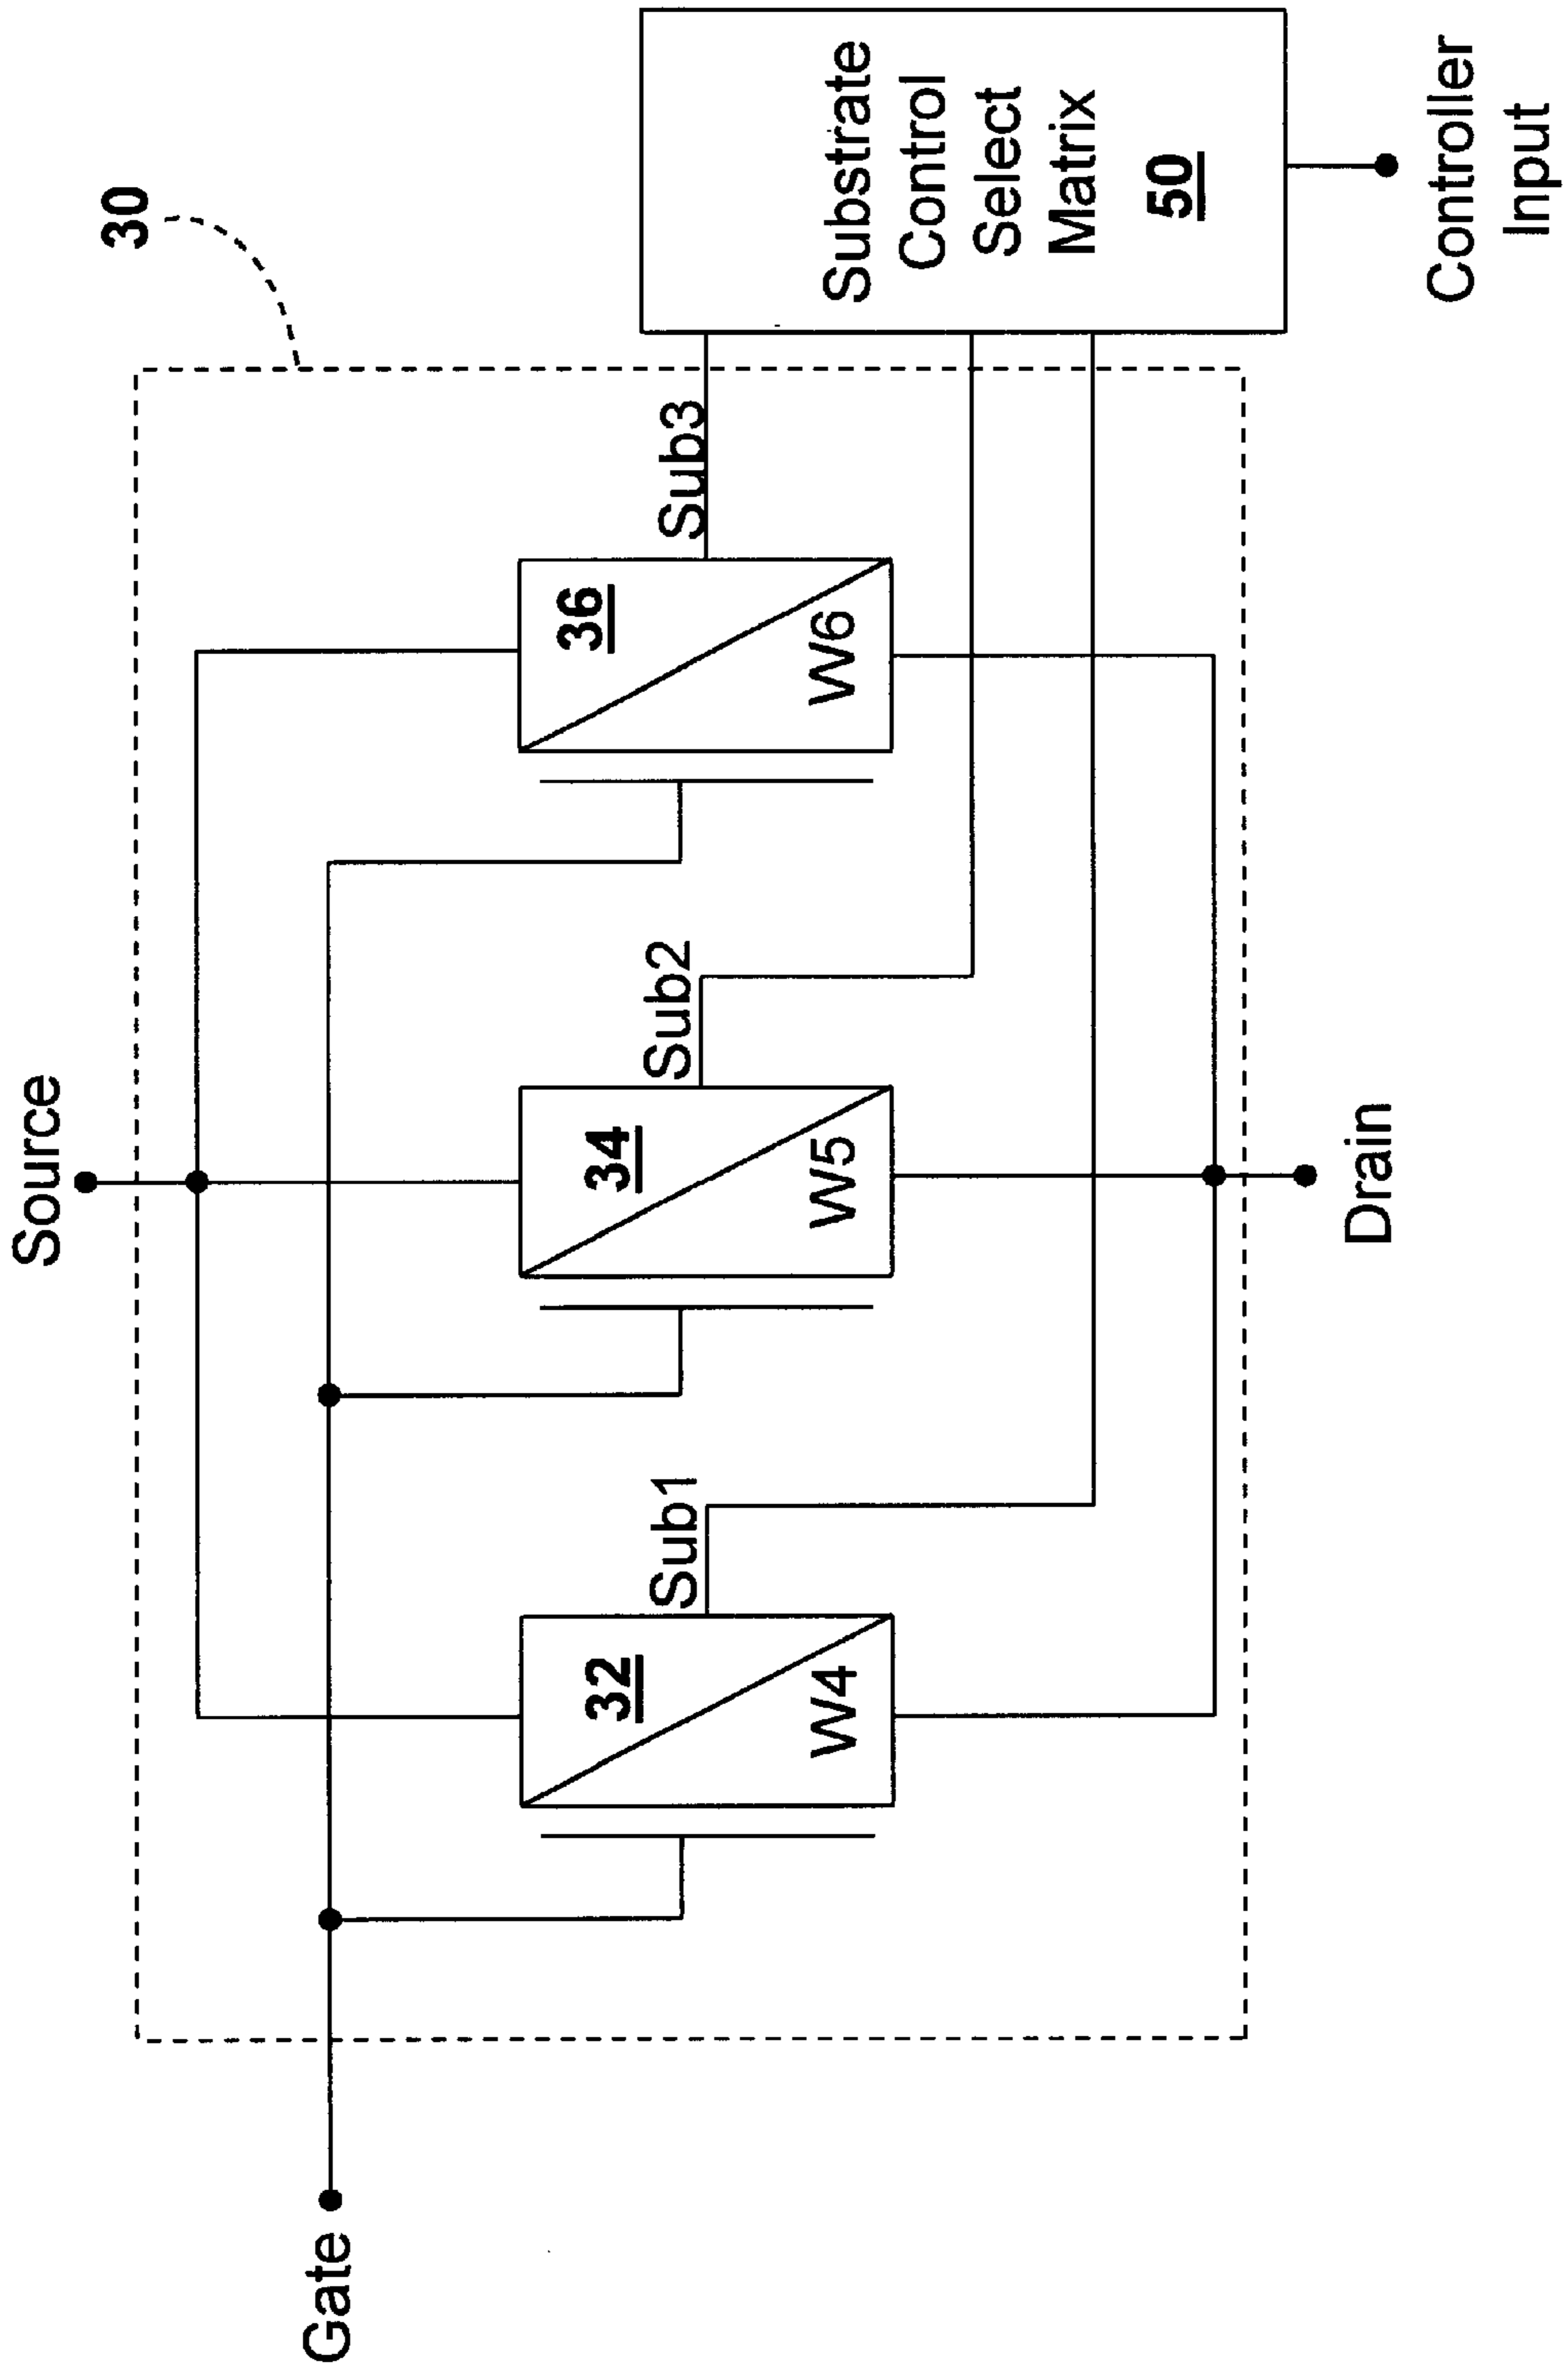 30
Source
Gate
32
W4
Sub1
34
W5
Sub2
36
W6
Sub3
Substrate
Control
Select
Matrix
50
Drain
Controller
Input